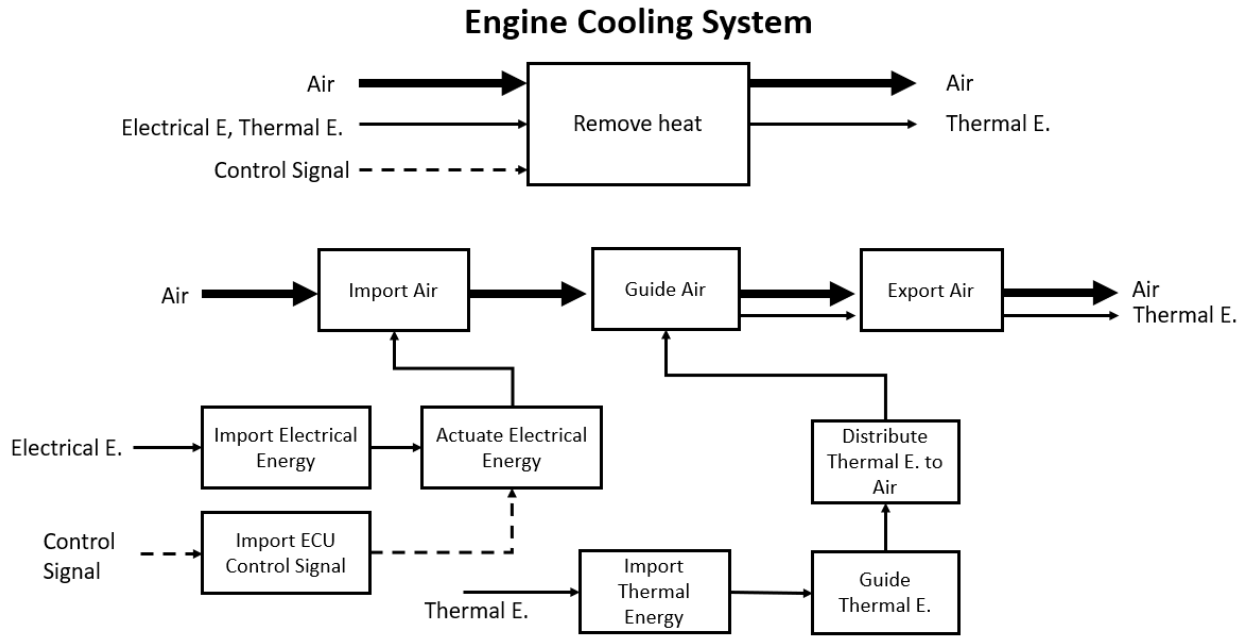 Engine Cooling System
Air
Electrical E, Thermal E.
Control Signal
Remove heat
Air
Thermal E.
Air
Import Air
Guide Air
Export Air
Air
Thermal E.
Electrical E.
Import Electrical
Energy
Actuate Electrical
Energy
Distribute
Thermal E. to
Air
Control
Signal
Import ECU
Control Signal
Thermal E.
Import
Thermal
Energy
Guide
Thermal E.